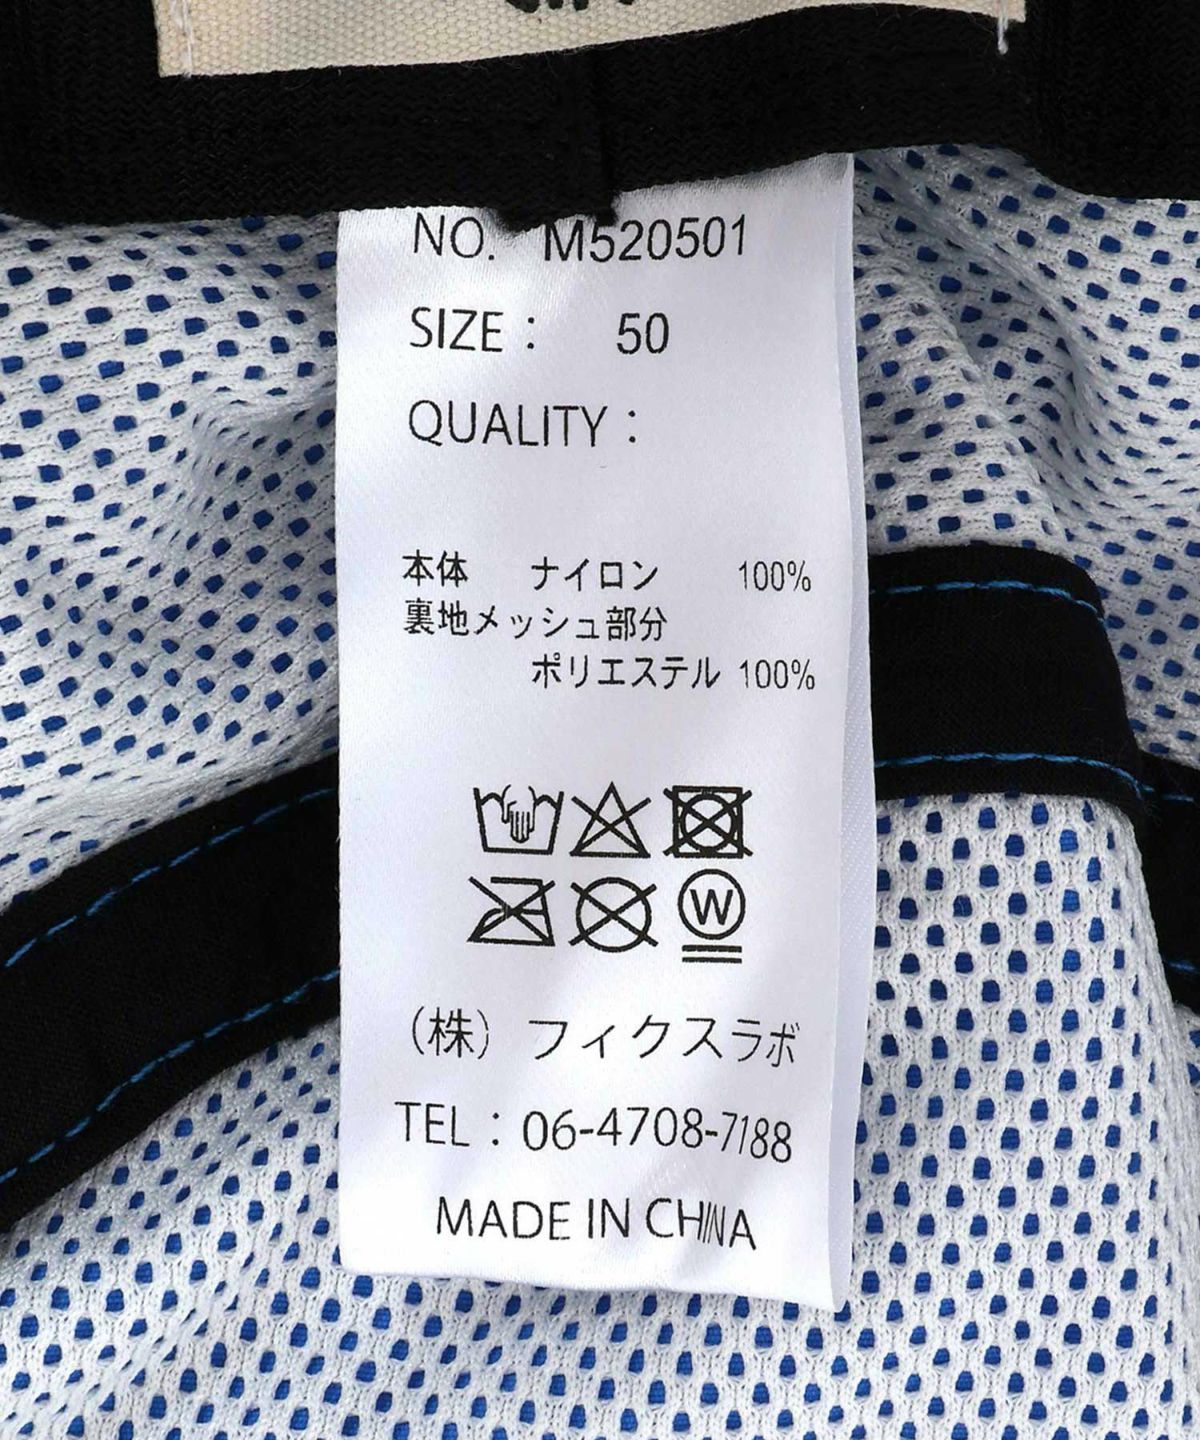 NO. M520501
SIZE : 50
QUALITY :
本体 ナイロン 100%
裏地メッシュ部分
ポリエステル 100%
W
(株) フィクスラボ
TEL : 06-4708-7188
MADE IN CHINA